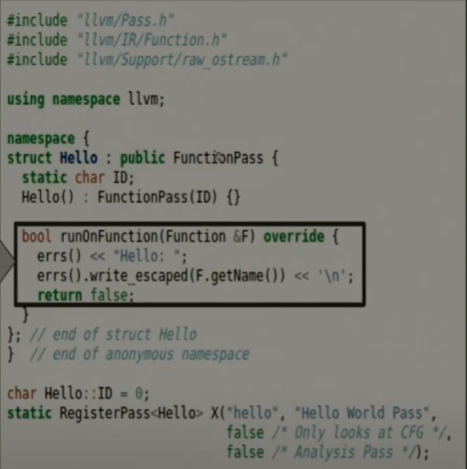 #include "llvm/Pass.h"
#include "llvm/IR/Function.h"
#include "llvm/Support/raw_ostream.h"
using namespace llvm;
namespace {
struct Hello : public FunctionPass {
static char ID;
Hello() : FunctionPass(ID) {}
bool runOnFunction(Function &F) override {
errs() << "Hello: ";
errs().write_escaped(F.getName()) << '\n';
return false;
}
}; // end of struct Hello
} // end of anonymous namespace
char Hello::ID = 0;
static RegisterPass<Hello> X("hello", "Hello World Pass",
false /* Only looks at CFG */,
false /* Analysis Pass */);